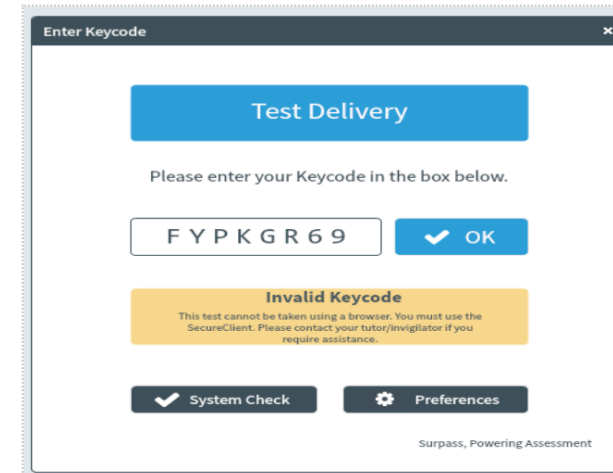 Enter Keycode ×
Test Delivery
Please enter your Keycode in the box below.
FYPKGR69
OK
Invalid Keycode
This test cannot be taken using a browser. You must use the
SecureClient. Please contact your tutor/invigilator if you
require assistance.
System Check
Preferences
Surpass, Powering Assessment